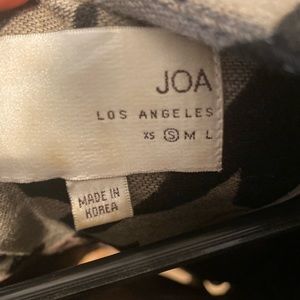 JOA
LOS ANGELES
XS S M L
MADE IN
KOREA